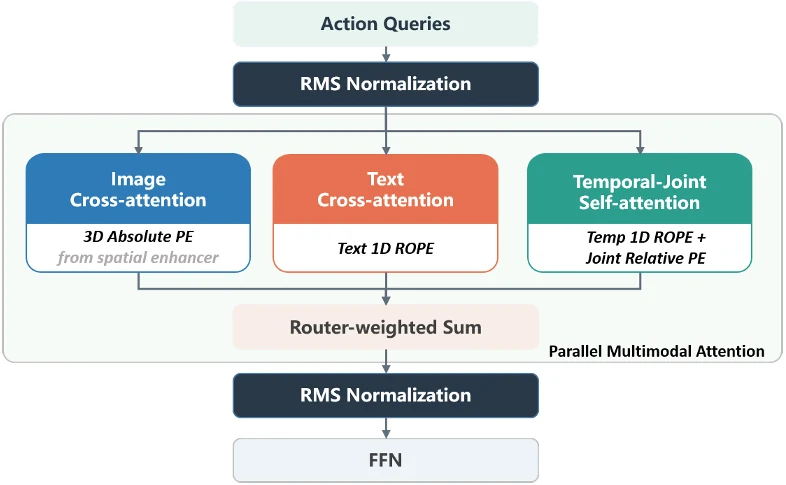 Action Queries
RMS Normalization
Image
Cross-attention
3D Absolute PE
from spatial enhancer
Text
Cross-attention
Text 1D ROPE
Temporal-Joint
Self-attention
Temp 1D ROPE +
Joint Relative PE
Router-weighted Sum
Parallel Multimodal Attention
RMS Normalization
FFN